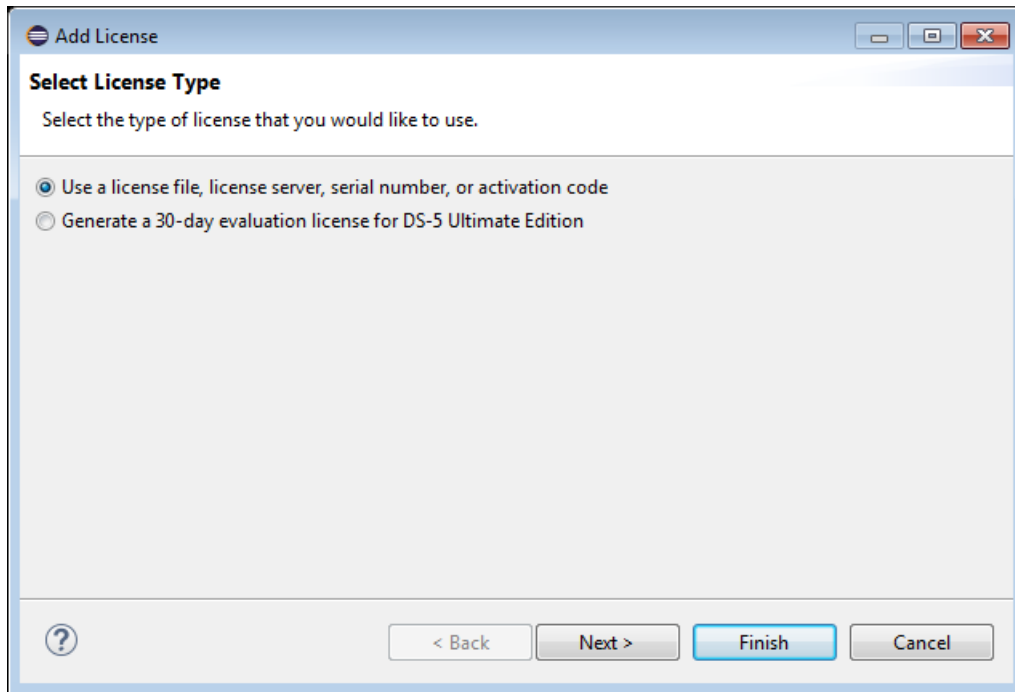 Add License
Select License Type
Select the type of license that you would like to use.
Use a license file, license server, serial number, or activation code
Generate a 30-day evaluation license for DS-5 Ultimate Edition
? < Back Next > Finish Cancel